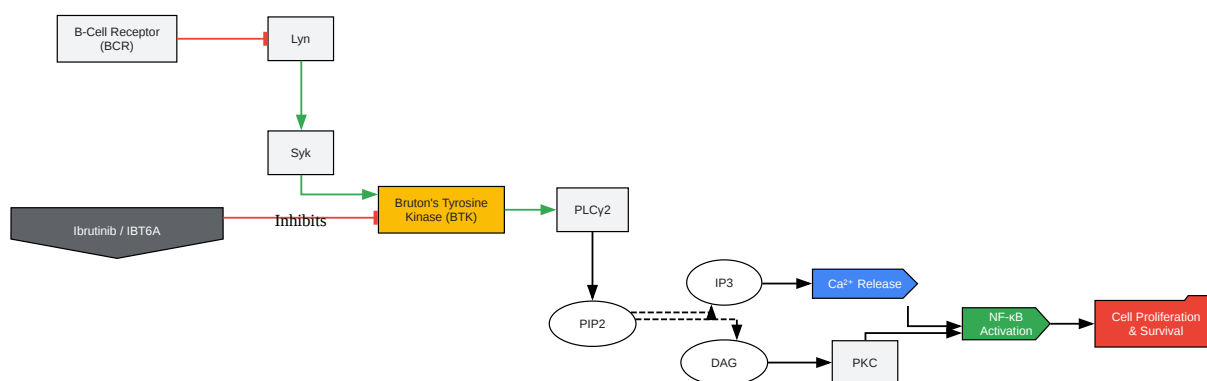 B-Cell Receptor
(BCR)
Lyn
Syk
Ibrutinib / IBT6A
Inhibits
Bruton's Tyrosine
Kinase (BTK)
PLCγ2
PIP2
IP3
DAG
Ca²⁺ Release
PKC
NF-κB
Activation
Cell Proliferation
& Survival